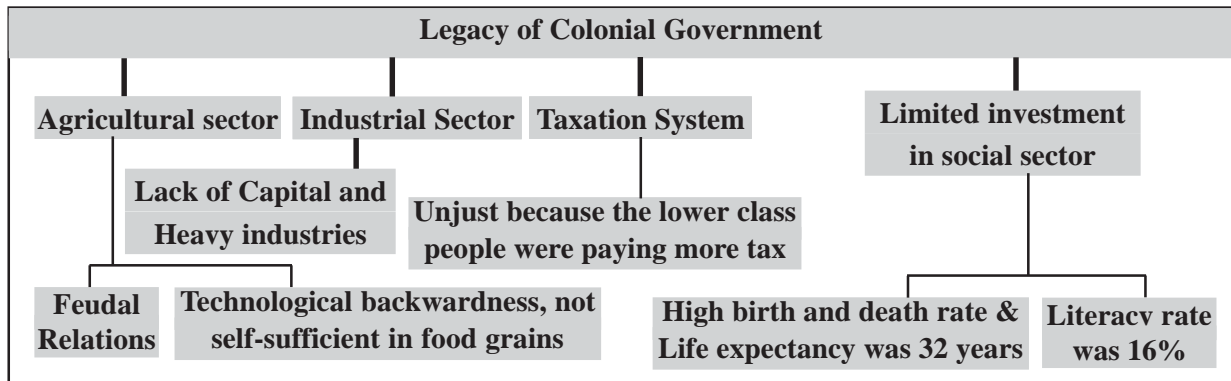 Legacy of Colonial Government
Agricultural sector
Industrial Sector
Taxation System
Limited investment
in social sector
Lack of Capital and
Heavy industries
Unjust because the lower class
people were paying more tax
Feudal
Relations
Technological backwardness, not
self-sufficient in food grains
High birth and death rate &
Life expectancy was 32 years
Literacv rate
was 16%